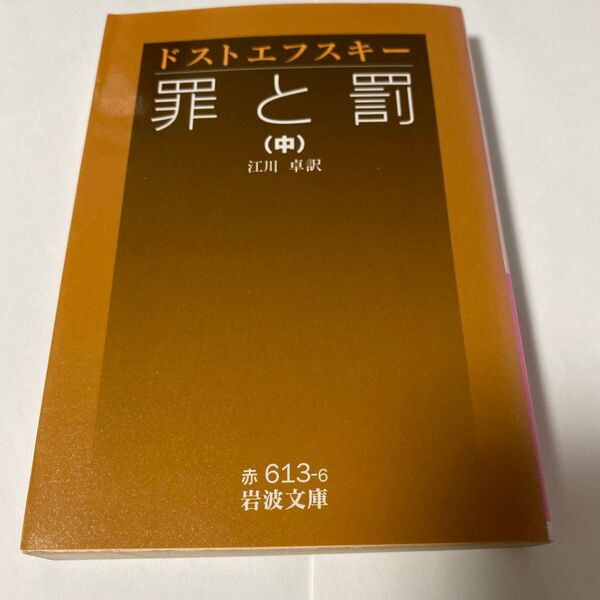 ドストエフスキー
罪と罰
(中)
江川 卓訳
赤 613-6
岩波文庫